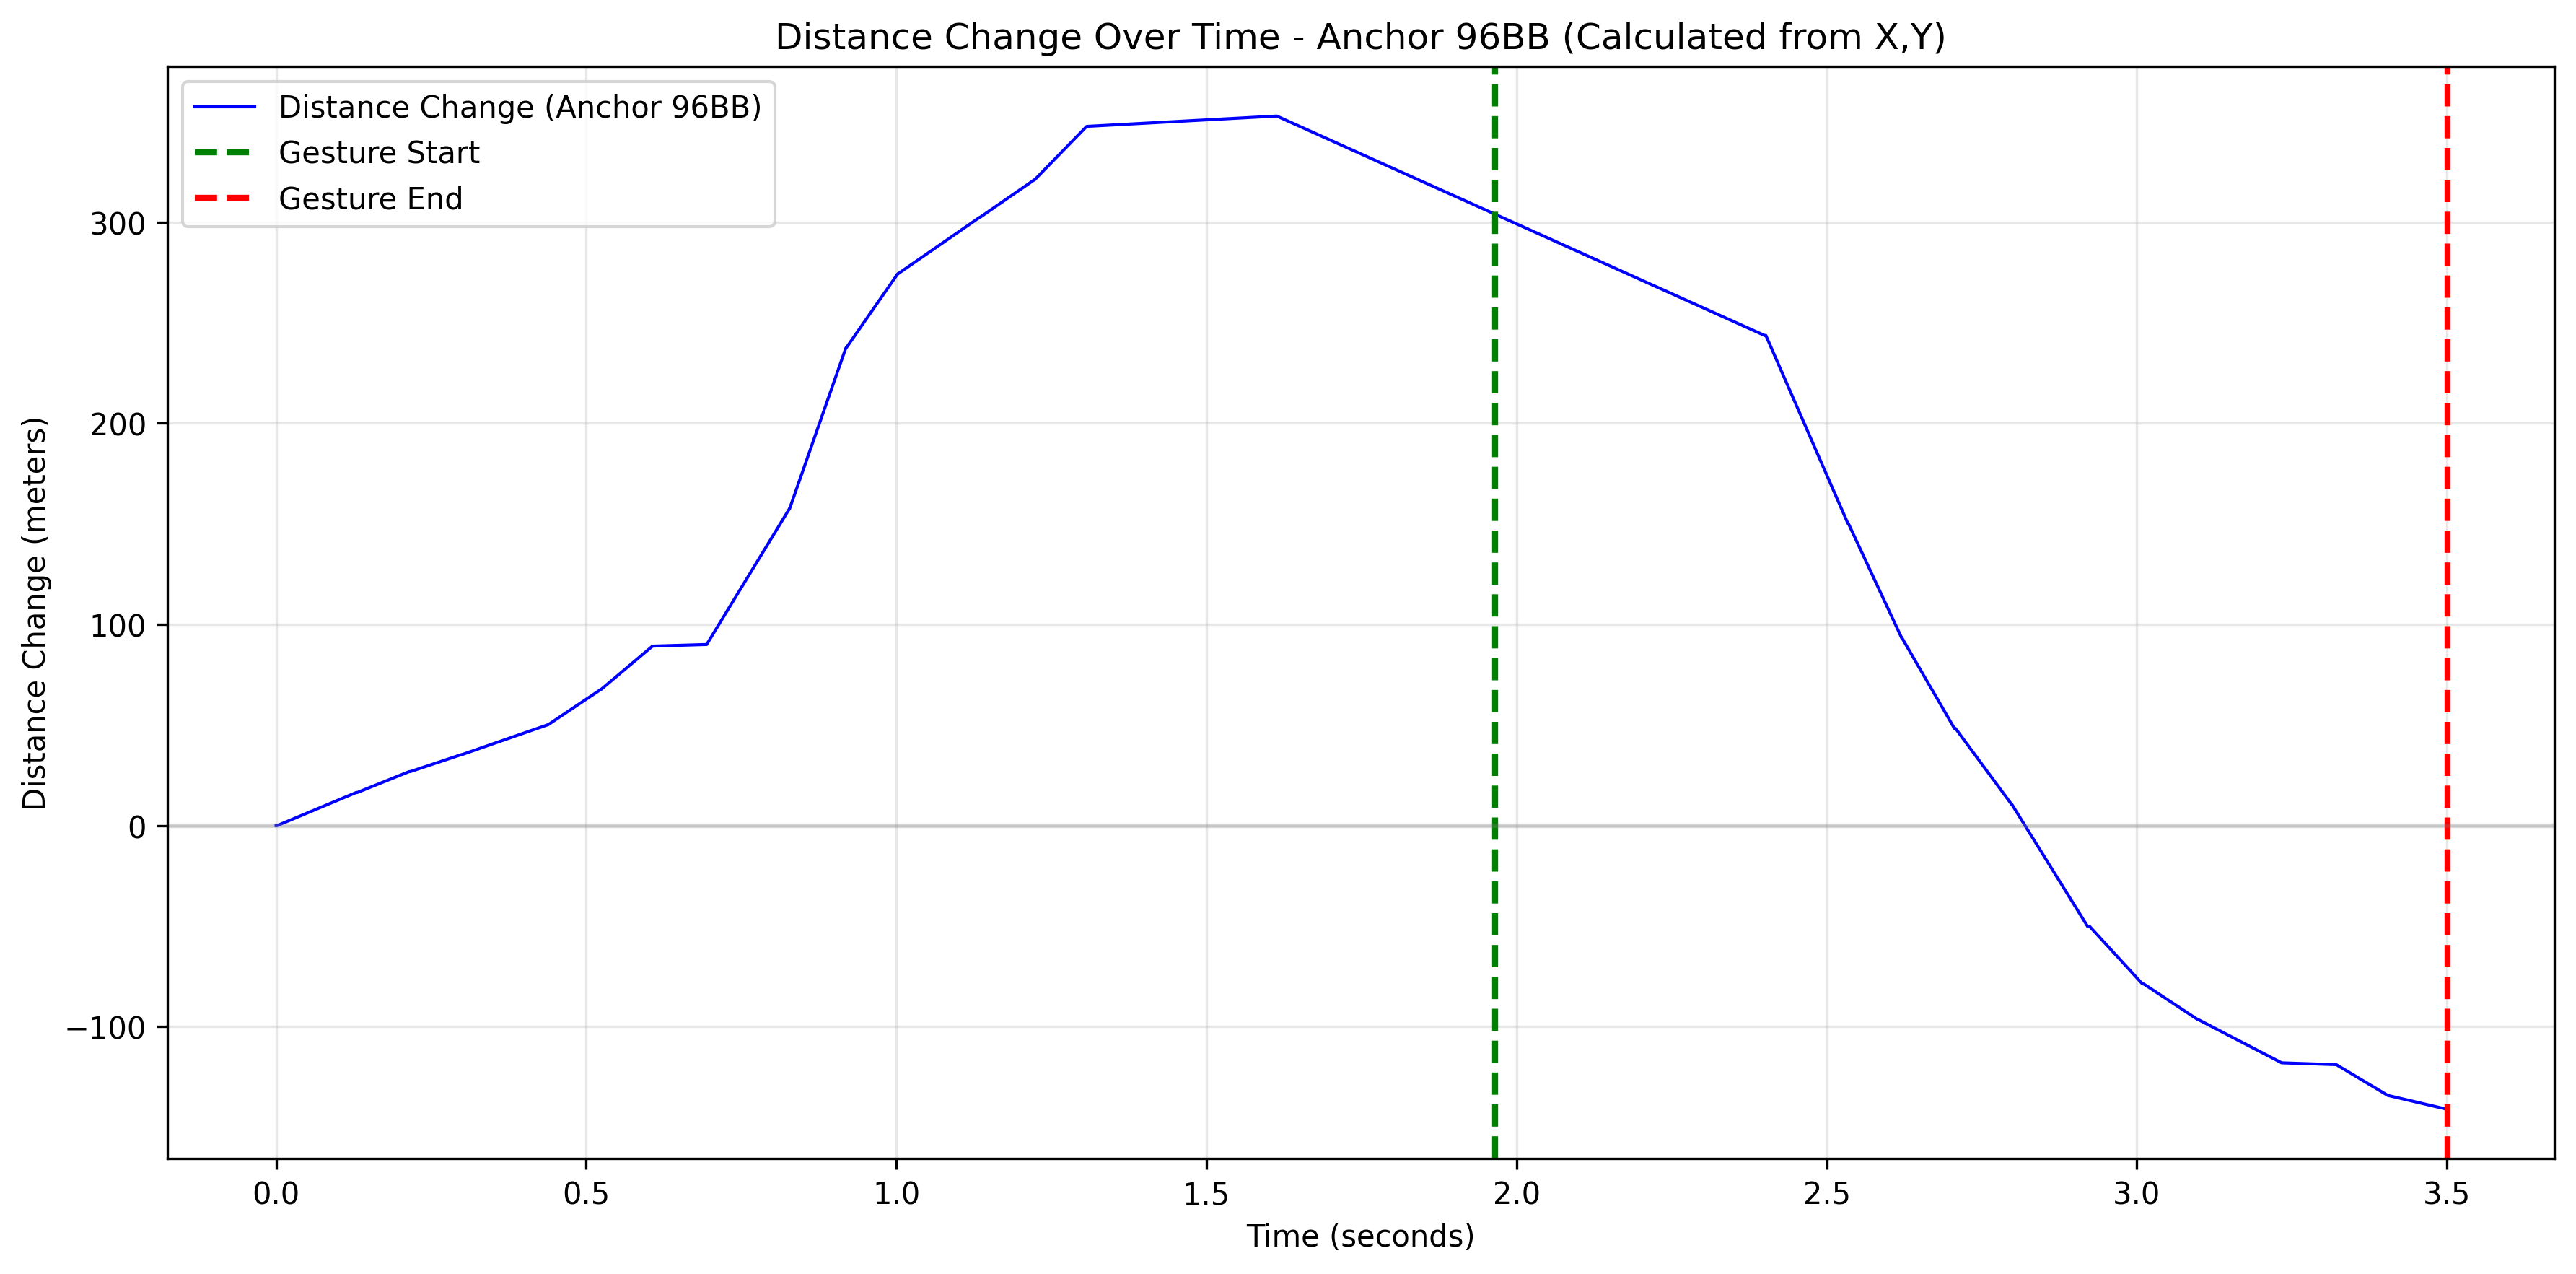 Distance Change Over Time - Anchor 96BB (Calculated from X,Y)
Distance Change (Anchor 96BB)
Gesture Start
Gesture End
Distance Change (meters)
300
200
100
0
−100
0.0 0.5 1.0 1.5 2.0 2.5 3.0 3.5
Time (seconds)